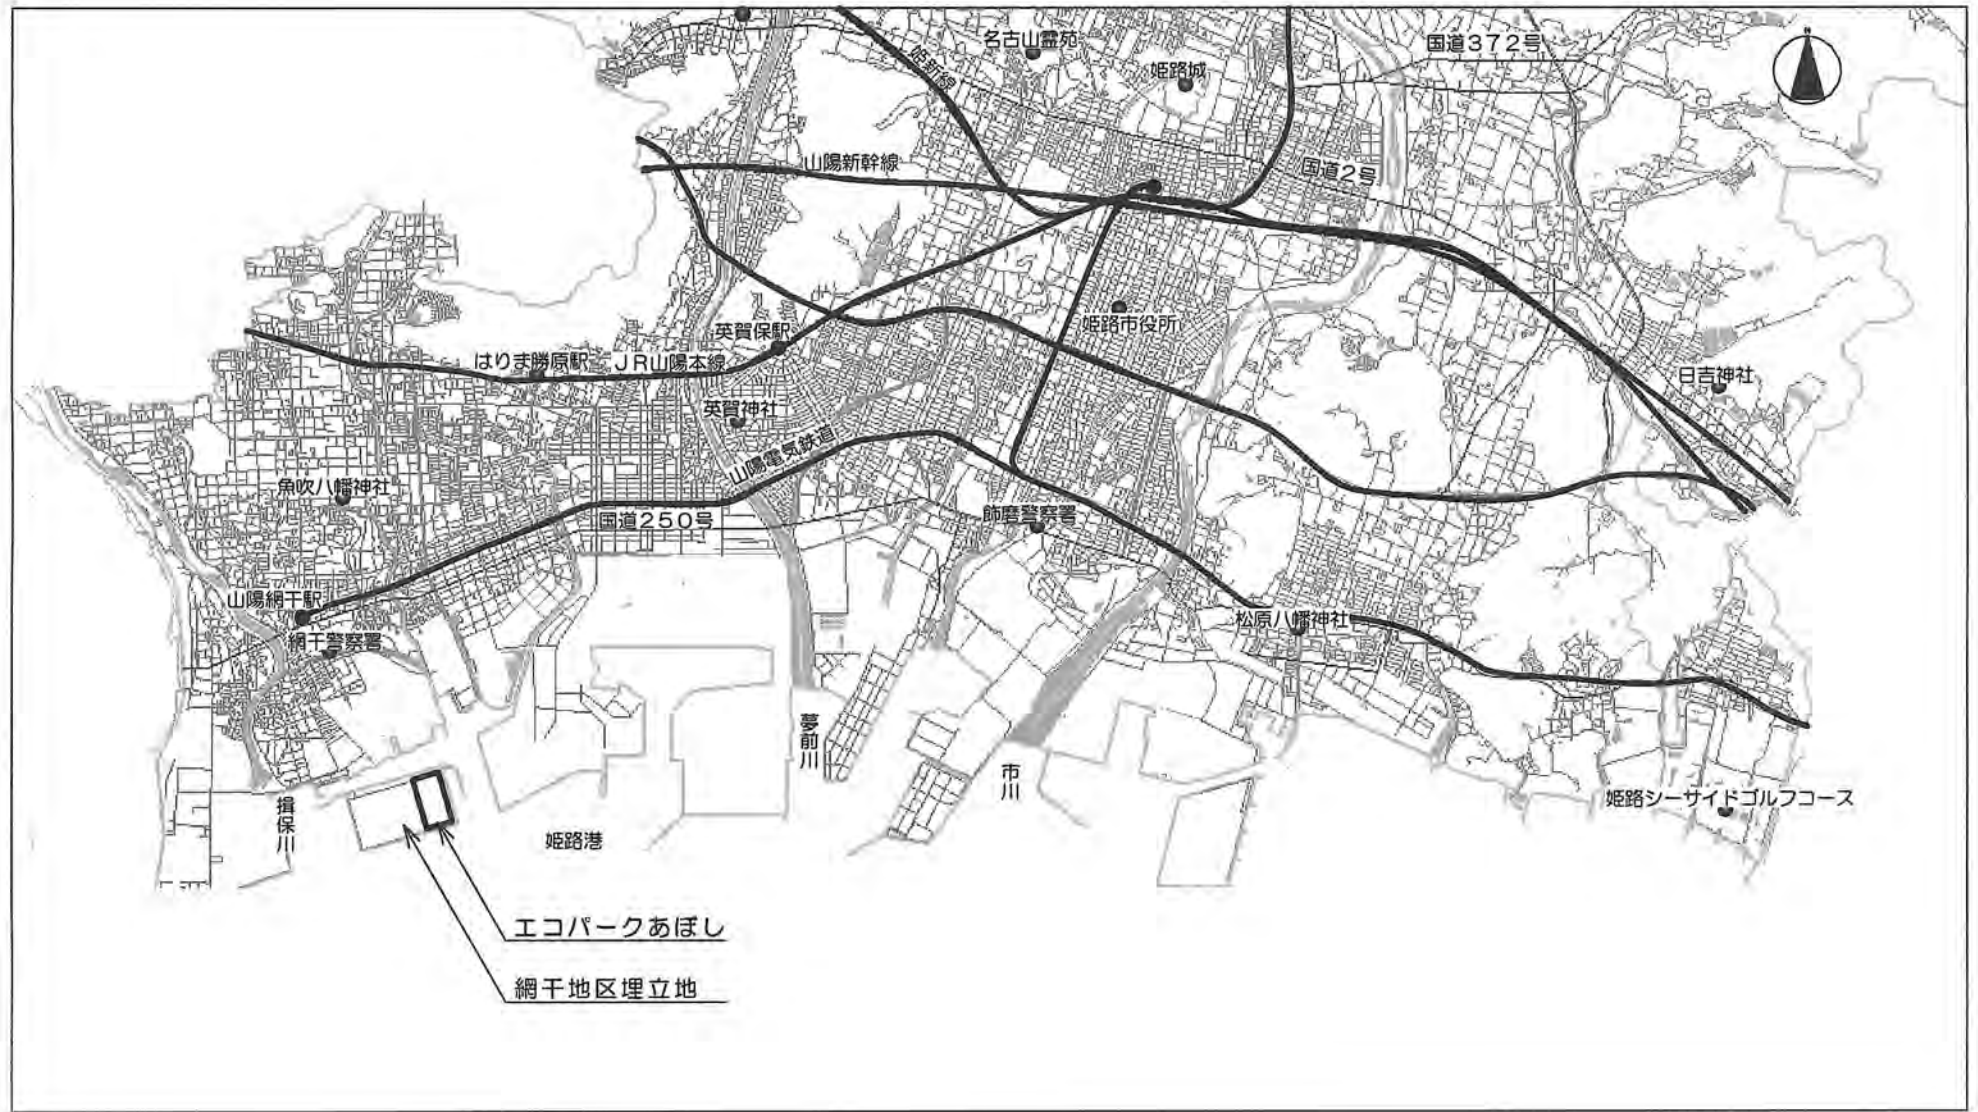 名古山霊苑
国道372号
姫新線
姫路城
N
山陽新幹線
国道2号
英賀保駅
姫路市役所
はりま勝原駅
JR山陽本線
日吉神社
英賀神社
山陽電気鉄道
魚吹八幡神社
国道250号
飾磨警察署
山陽網干駅
松原八幡神社
網干警察署
夢前川
市川
揖保川
姫路シーサイドゴルフコース
姫路港
エコパークあぼし
網干地区埋立地